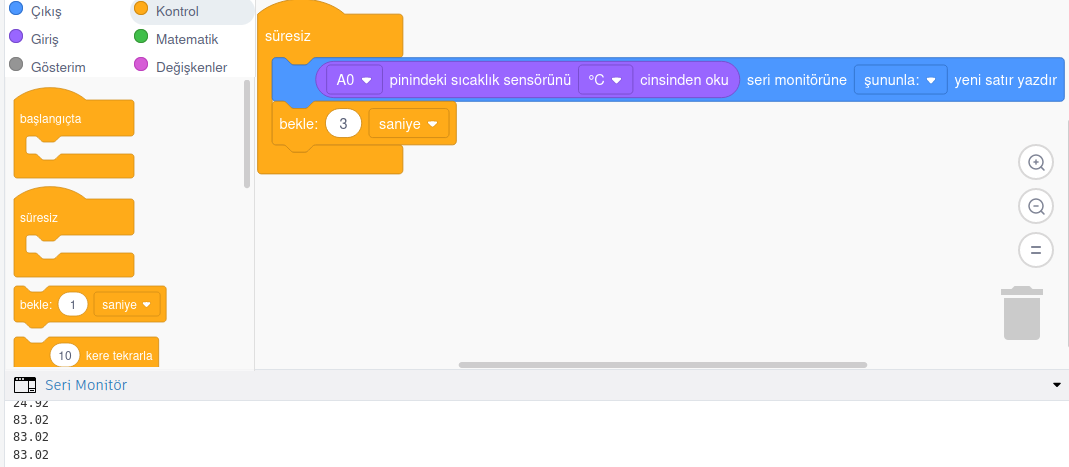 Çıkış
Kontrol
Giriş
Matematik
Gösterim
Değişkenler
başlangıçta
süresiz
bekle: 1 saniye
10 kere tekrarla
süresiz
A0 pinindeki sıcaklık sensörünü °C cinsinden oku seri monitörüne şununla: yeni satır yazdır
bekle: 3 saniye
Seri Monitör
24.92
83.02
83.02
83.02